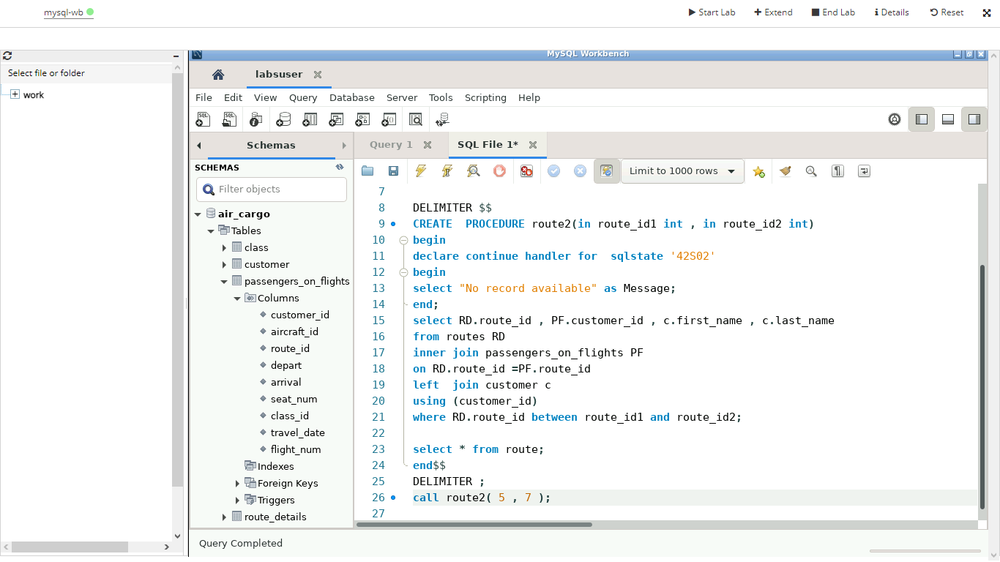 mysql-wb
Start Lab
Extend
End Lab
Details
Reset
Select file or folder
work
MySQL Workbench
labsuser
File Edit View Query Database Server Tools Scripting Help
Schemas
Query 1
SQL File 1*
SCHEMAS
Filter objects
air_cargo
Tables
class
customer
passengers_on_flights
Columns
customer_id
aircraft_id
route_id
depart
arrival
seat_num
class_id
travel_date
flight_num
Indexes
Foreign Keys
Triggers
route_details
Limit to 1000 rows
7
8 DELIMITER $$
9 CREATE  PROCEDURE route2(in route_id1 int , in route_id2 int)
10 begin
11 declare continue handler for  sqlstate '42S02'
12 begin
13 select "No record available" as Message;
14 end;
15 select RD.route_id , PF.customer_id , c.first_name , c.last_name
16 from routes RD
17 inner join passengers_on_flights PF
18 on RD.route_id =PF.route_id
19 left  join customer c
20 using (customer_id)
21 where RD.route_id between route_id1 and route_id2;
22
23 select * from route;
24 end$$
25 DELIMITER ;
26 call route2( 5 , 7 );
27
Query Completed